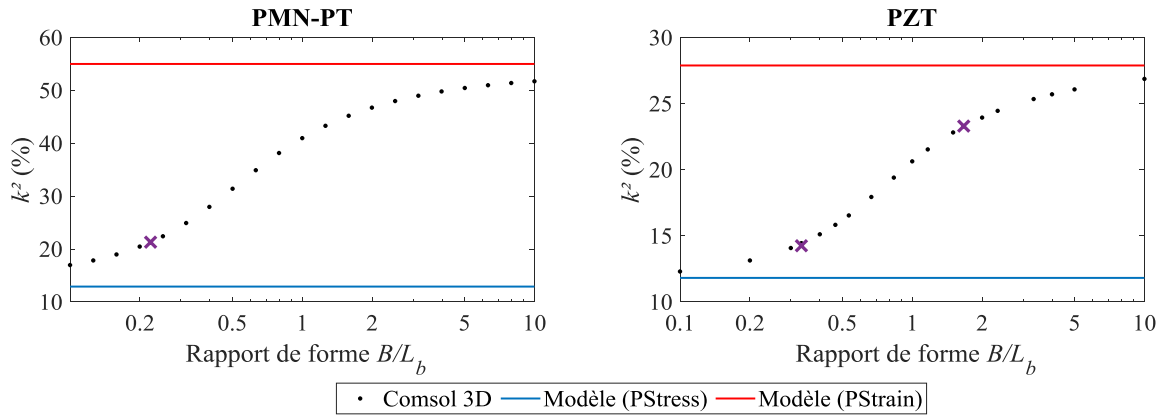 PMN-PT
60
50
40
30
20
10
k² (%)
0.2 0.5 1 2 5 10
Rapport de forme B/L_b
PZT
30
25
20
15
10
k² (%)
0.1 0.2 0.5 1 2 5 10
Rapport de forme B/L_b
Comsol 3D Modèle (PStress) Modèle (PStrain)